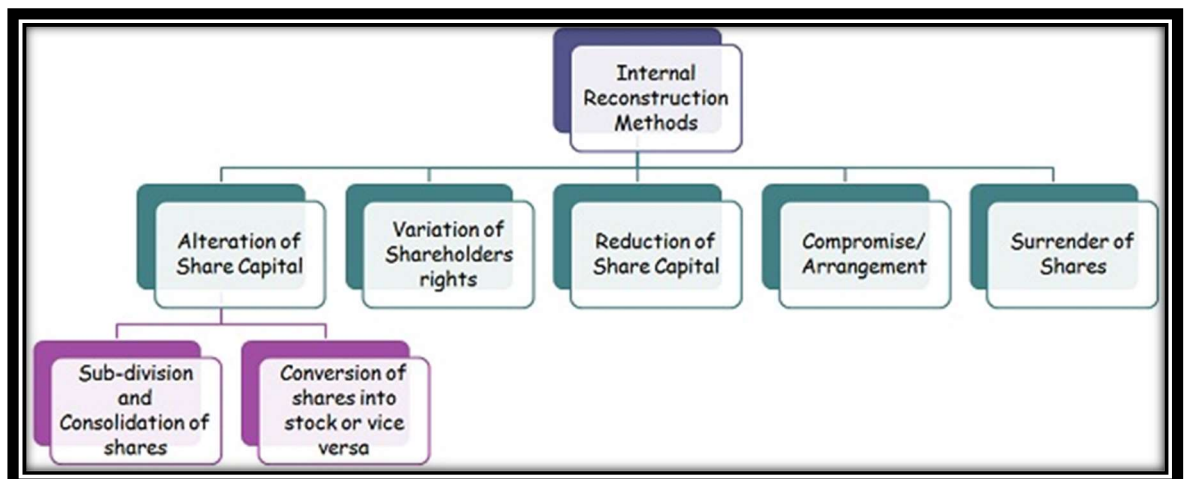 Internal
Reconstruction
Methods
Alteration of
Share Capital
Variation of
Shareholders
rights
Reduction of
Share Capital
Compromise/
Arrangement
Surrender of
Shares
Sub-division
and
Consolidation of
shares
Conversion of
shares into
stock or vice
versa